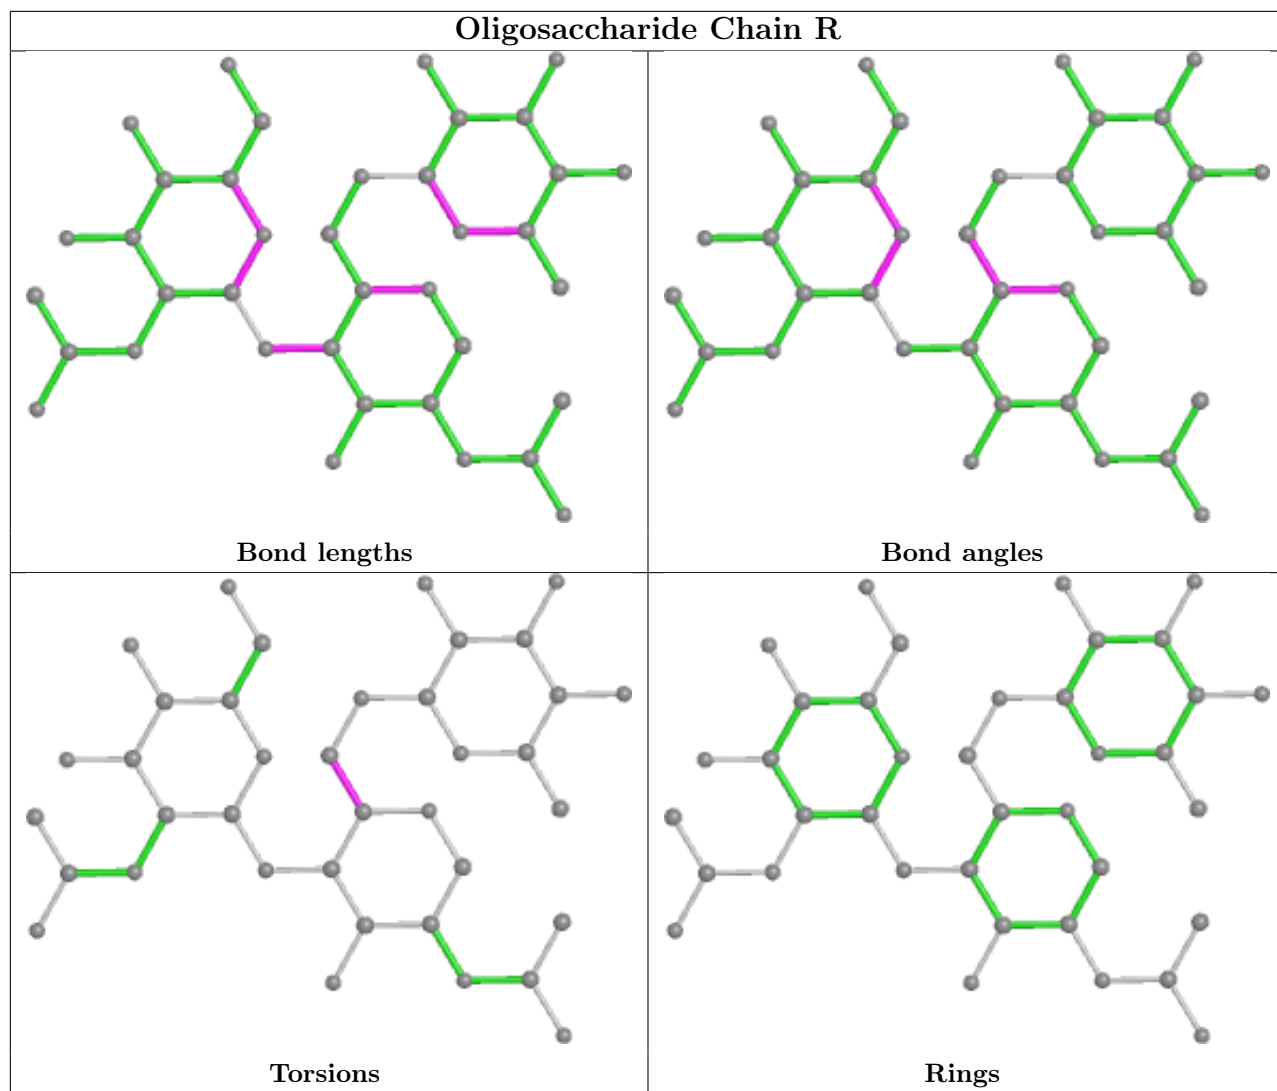 Oligosaccharide Chain R
Bond lengths
Bond angles
Torsions
Rings